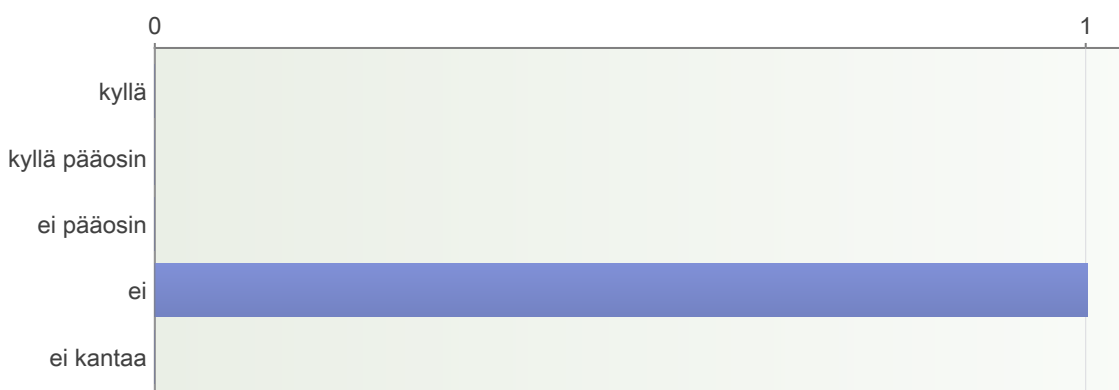 0 1
kyllä
kyllä pääosin
ei pääosin
ei
ei kantaa